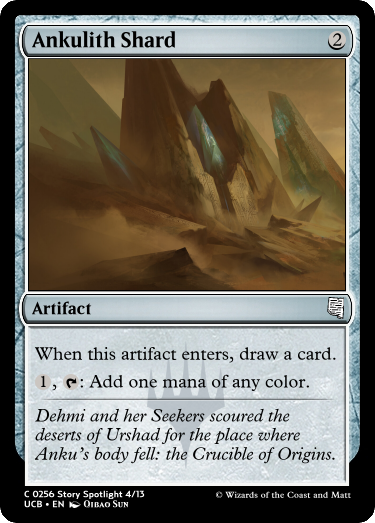 Ankulith Shard 2
Artifact
When this artifact enters, draw a card.
1, : Add one mana of any color.
Dehmi and her Seekers scoured the
deserts of Urshad for the place where
Anku's body fell: the Crucible of Origins.
C 0256 Story Spotlight 4/13
UCB • EN Qibao Sun
© Wizards of the Coast and Matt